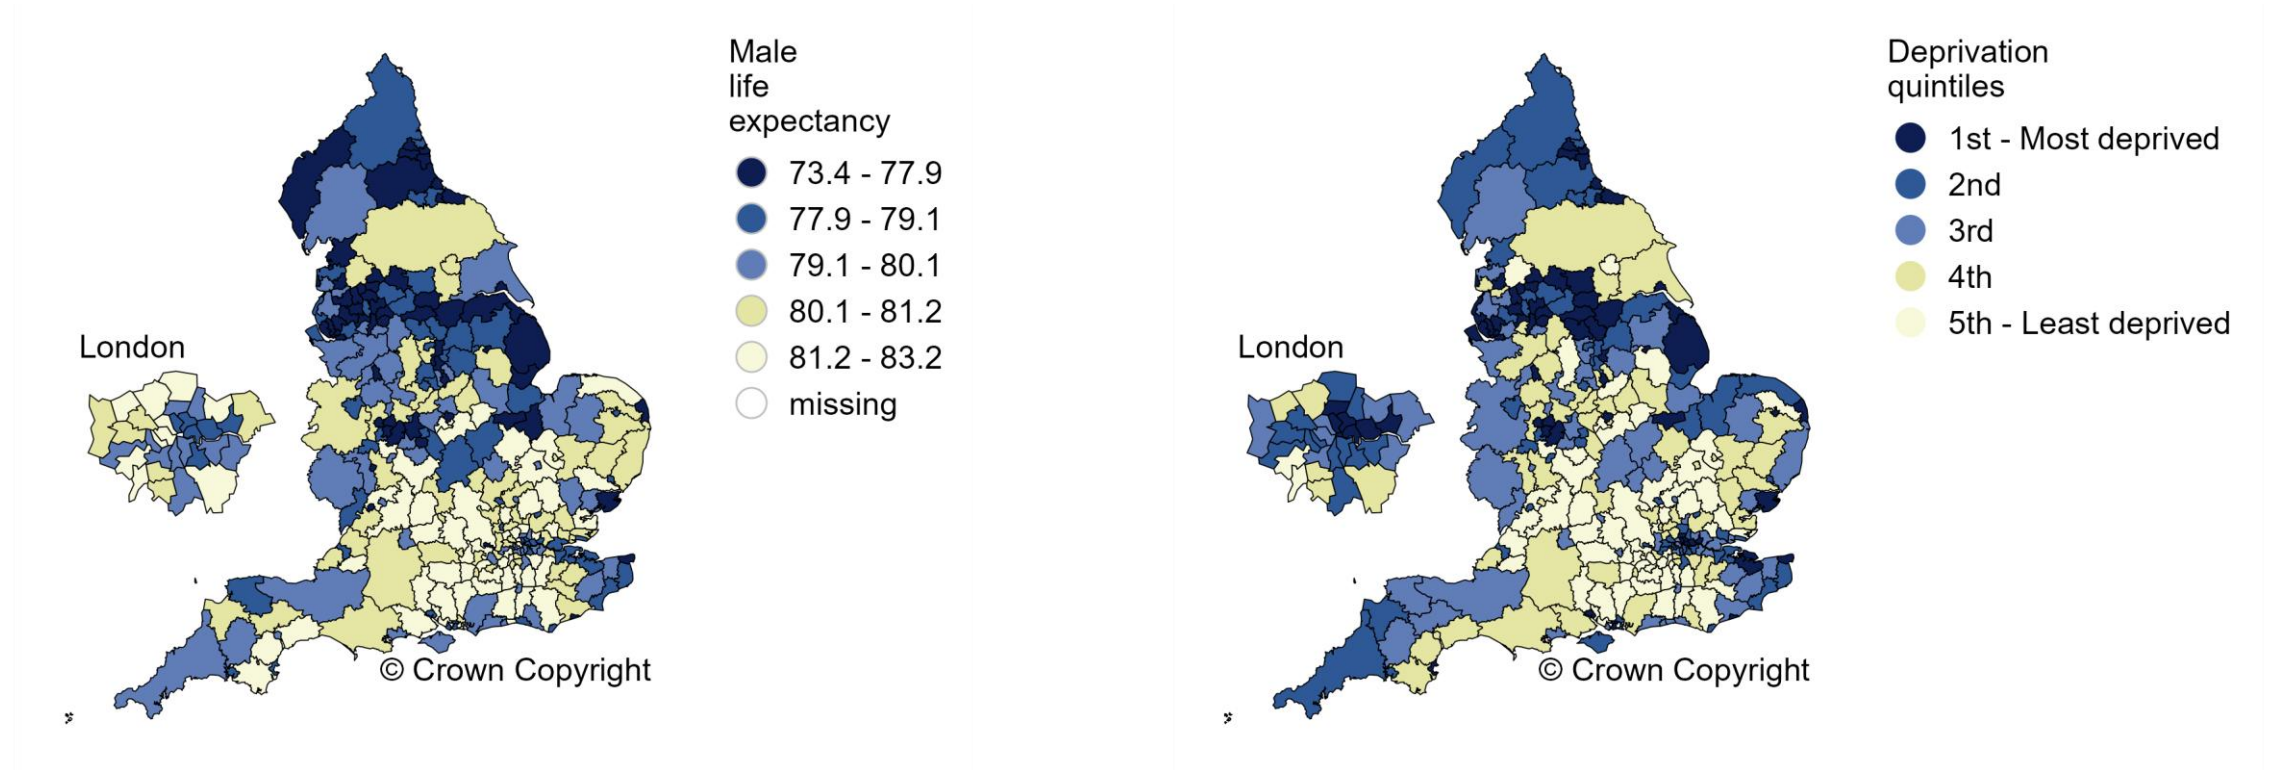 Male
life
expectancy
73.4 - 77.9
77.9 - 79.1
79.1 - 80.1
80.1 - 81.2
81.2 - 83.2
missing
London
© Crown Copyright
Deprivation
quintiles
1st - Most deprived
2nd
3rd
4th
5th - Least deprived
London
© Crown Copyright